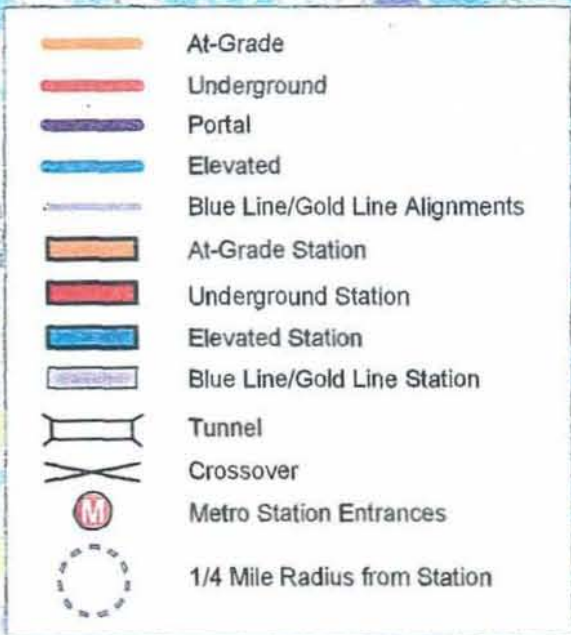 At-Grade
Underground
Portal
Elevated
Blue Line/Gold Line Alignments
At-Grade Station
Underground Station
Elevated Station
Blue Line/Gold Line Station
Tunnel
Crossover
M Metro Station Entrances
1/4 Mile Radius from Station